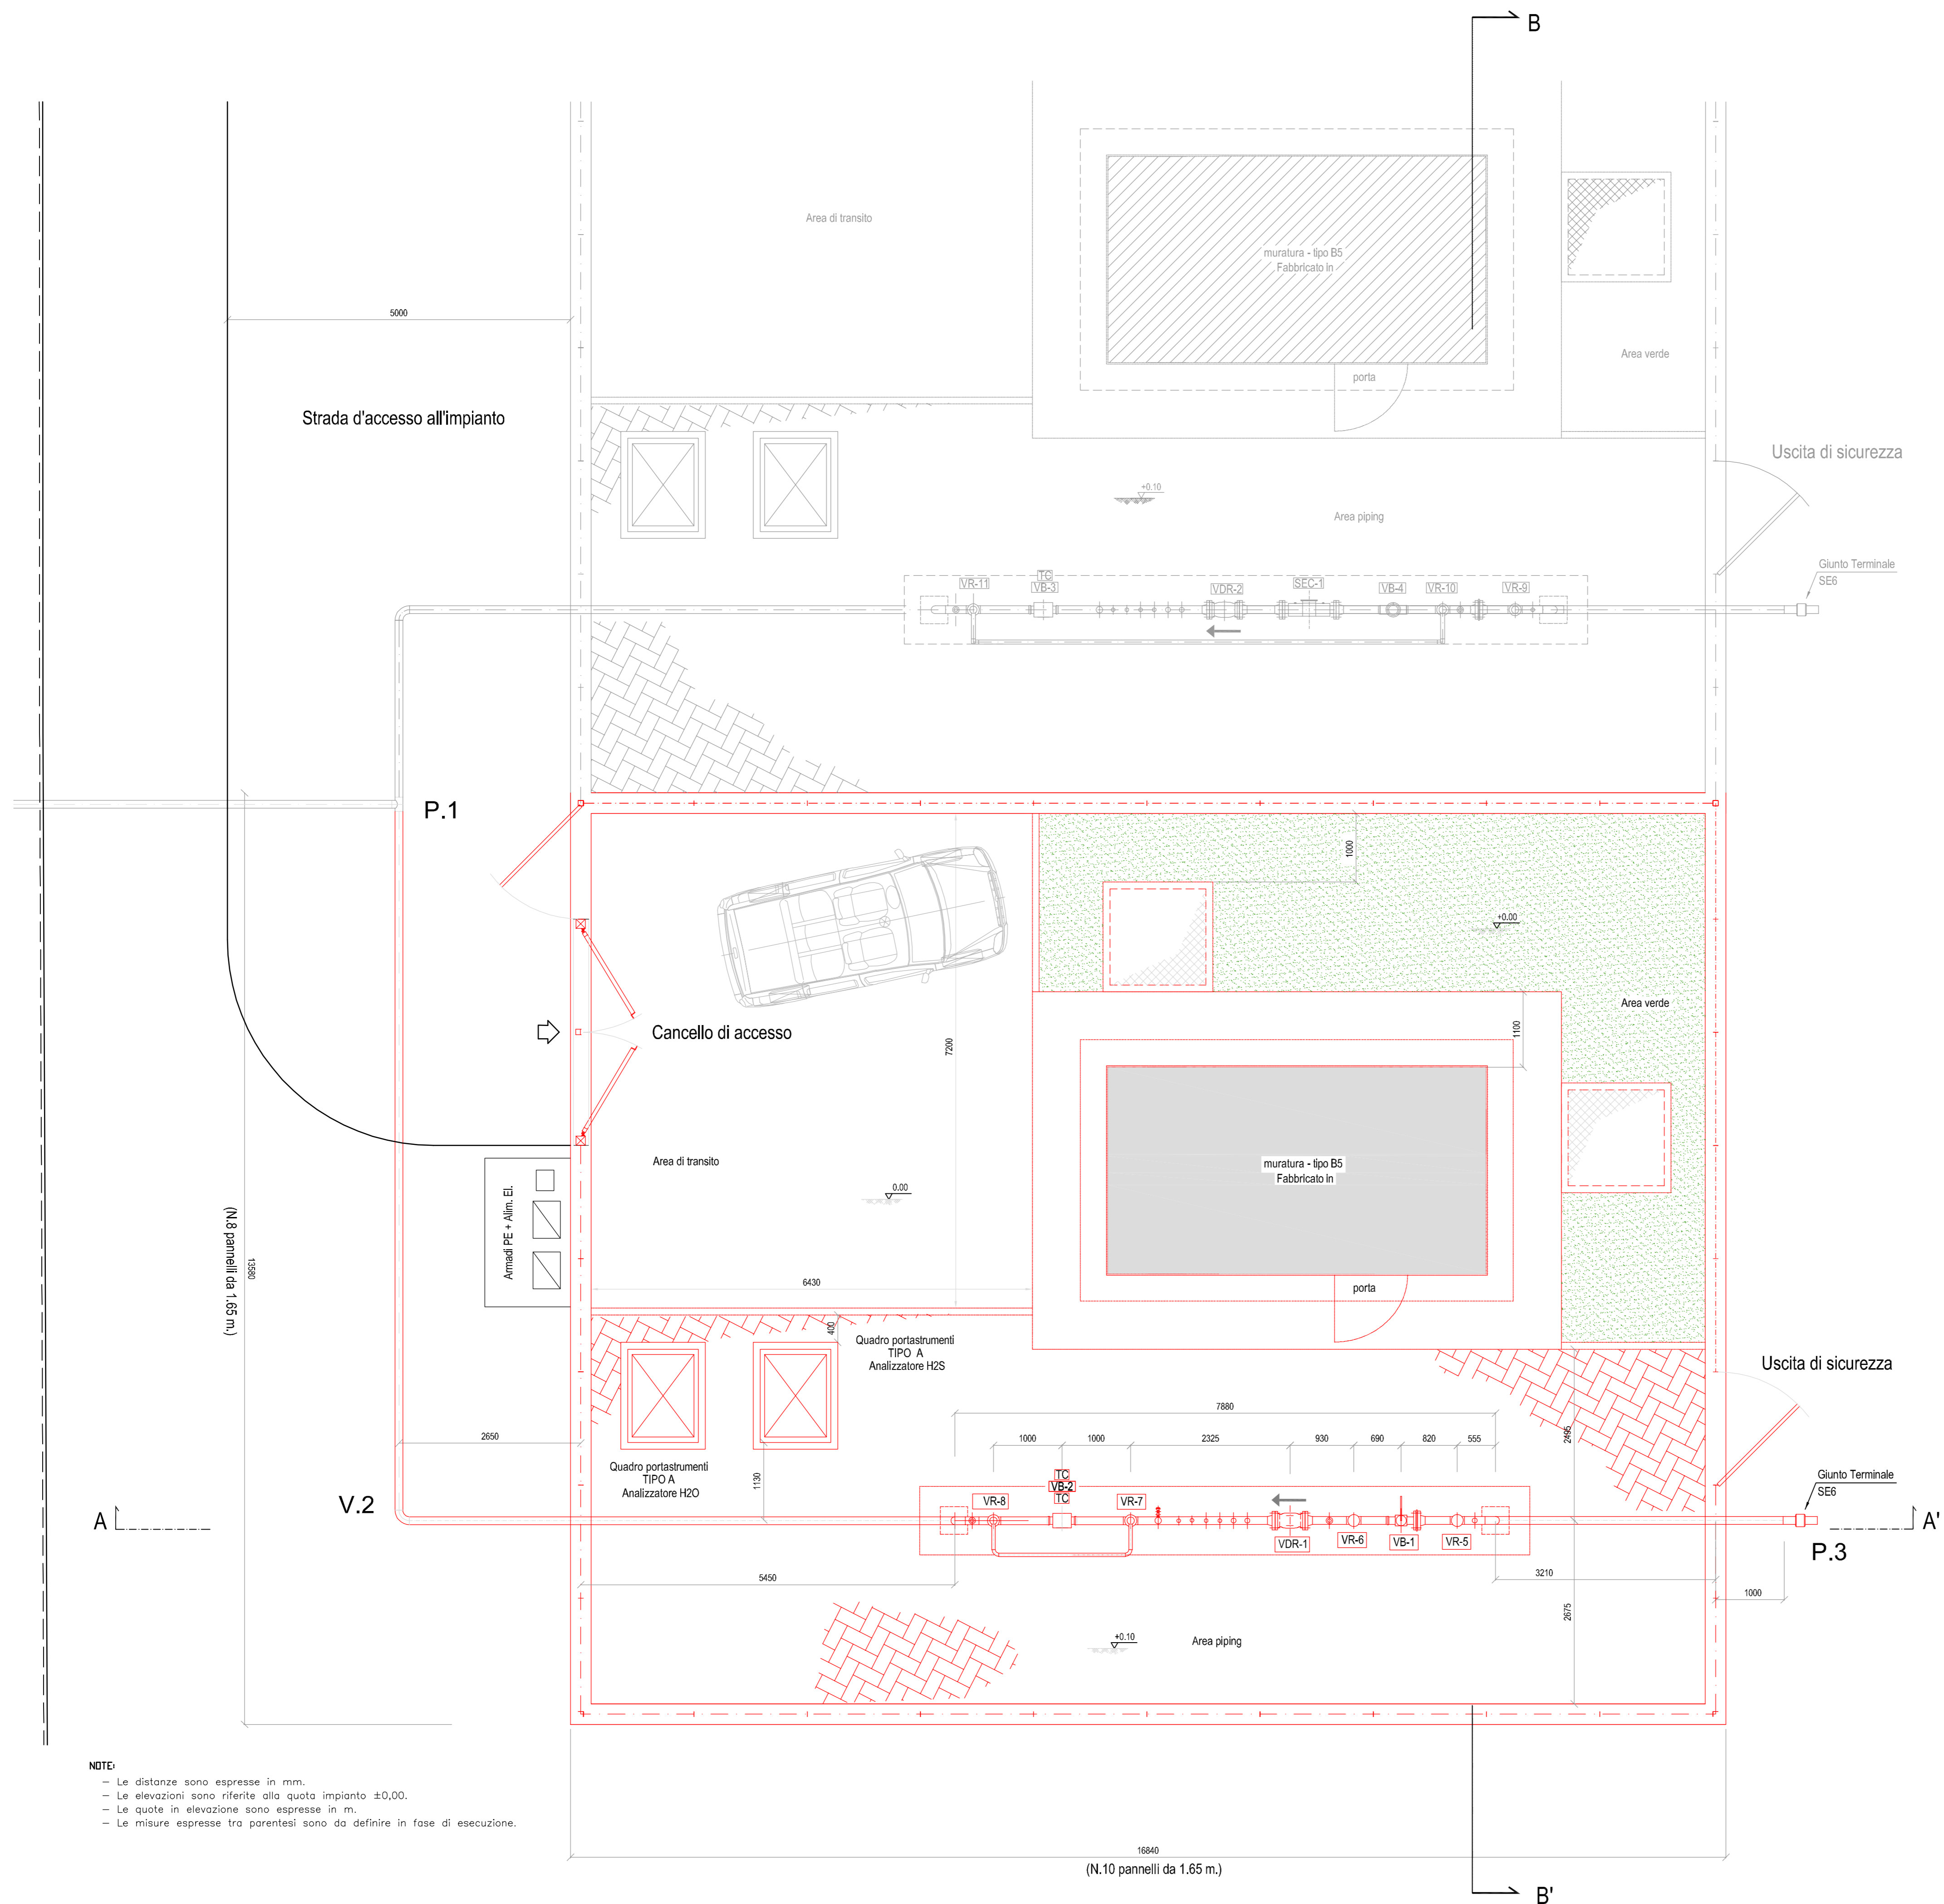 B
Area di transito
muratura - tipo B5
Fabbricato in
5000
Area verde
porta
Strada d'accesso all'impianto
Uscita di sicurezza
+0.10
Area piping
Giunto Terminale
SE6
TC
VR-11
VB-3
VDR-2
SEC-1
VB-4
VR-10
VR-9
P.1
1000
+0.00
Area verde
Cancello di accesso
7200
1100
Area di transito
muratura - tipo B5
Fabbricato in
0.00
Armadi PE + Alim. El.
13580
(N.8 pannelli da 1.65 m.)
6430
porta
400
Quadro portastrumenti
TIPO A
Analizzatore H2S
Uscita di sicurezza
7880
2495
2650
1000
1000
2325
930
690
820
555
Quadro portastrumenti
TIPO A
Analizzatore H2O
1130
TC
VB-2
TC
Giunto Terminale
SE6
V.2
VR-8
VR-7
A
A'
VDR-1
VR-6
VB-1
VR-5
P.3
5450
3210
1000
2675
+0.10
Area piping
NOTE:
– Le distanze sono espresse in mm.
– Le elevazioni sono riferite alla quota impianto ±0,00.
– Le quote in elevazione sono espresse in m.
– Le misure espresse tra parentesi sono da definire in fase di esecuzione.
16840
(N.10 pannelli da 1.65 m.)
B'